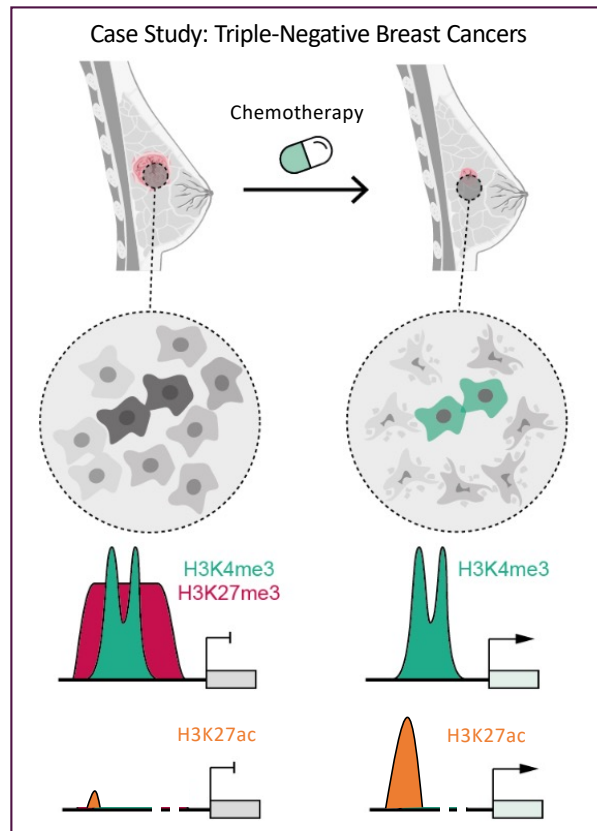 Case Study: Triple-Negative Breast Cancers
Chemotherapy
H3K4me3
H3K27me3
H3K4me3
H3K27ac
H3K27ac